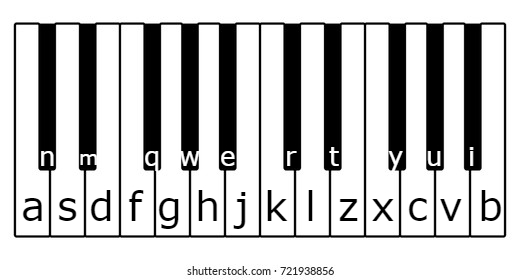 n m q w e r t y u i
a s d f g h j k l z x c v b
shutterstock.com · 721938856